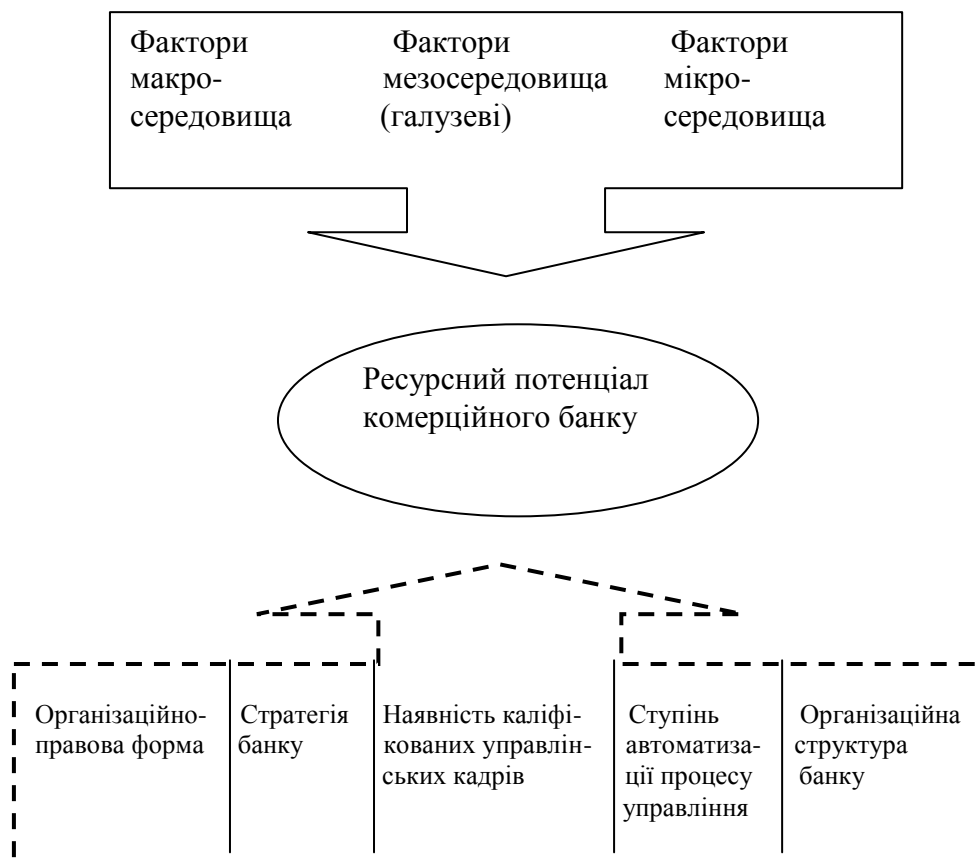 Фактори
макро-
середовища
Фактори
мезосередовища
(галузеві)
Фактори
мікро-
середовища
Ресурсний потенціал
комерційного банку
Організаційно-
правова форма
Стратегія
банку
Наявність каліфі-
кованих управлін-
ських кадрів
Ступінь
автоматиза-
ції процесу
управління
Організаційна
структура
банку